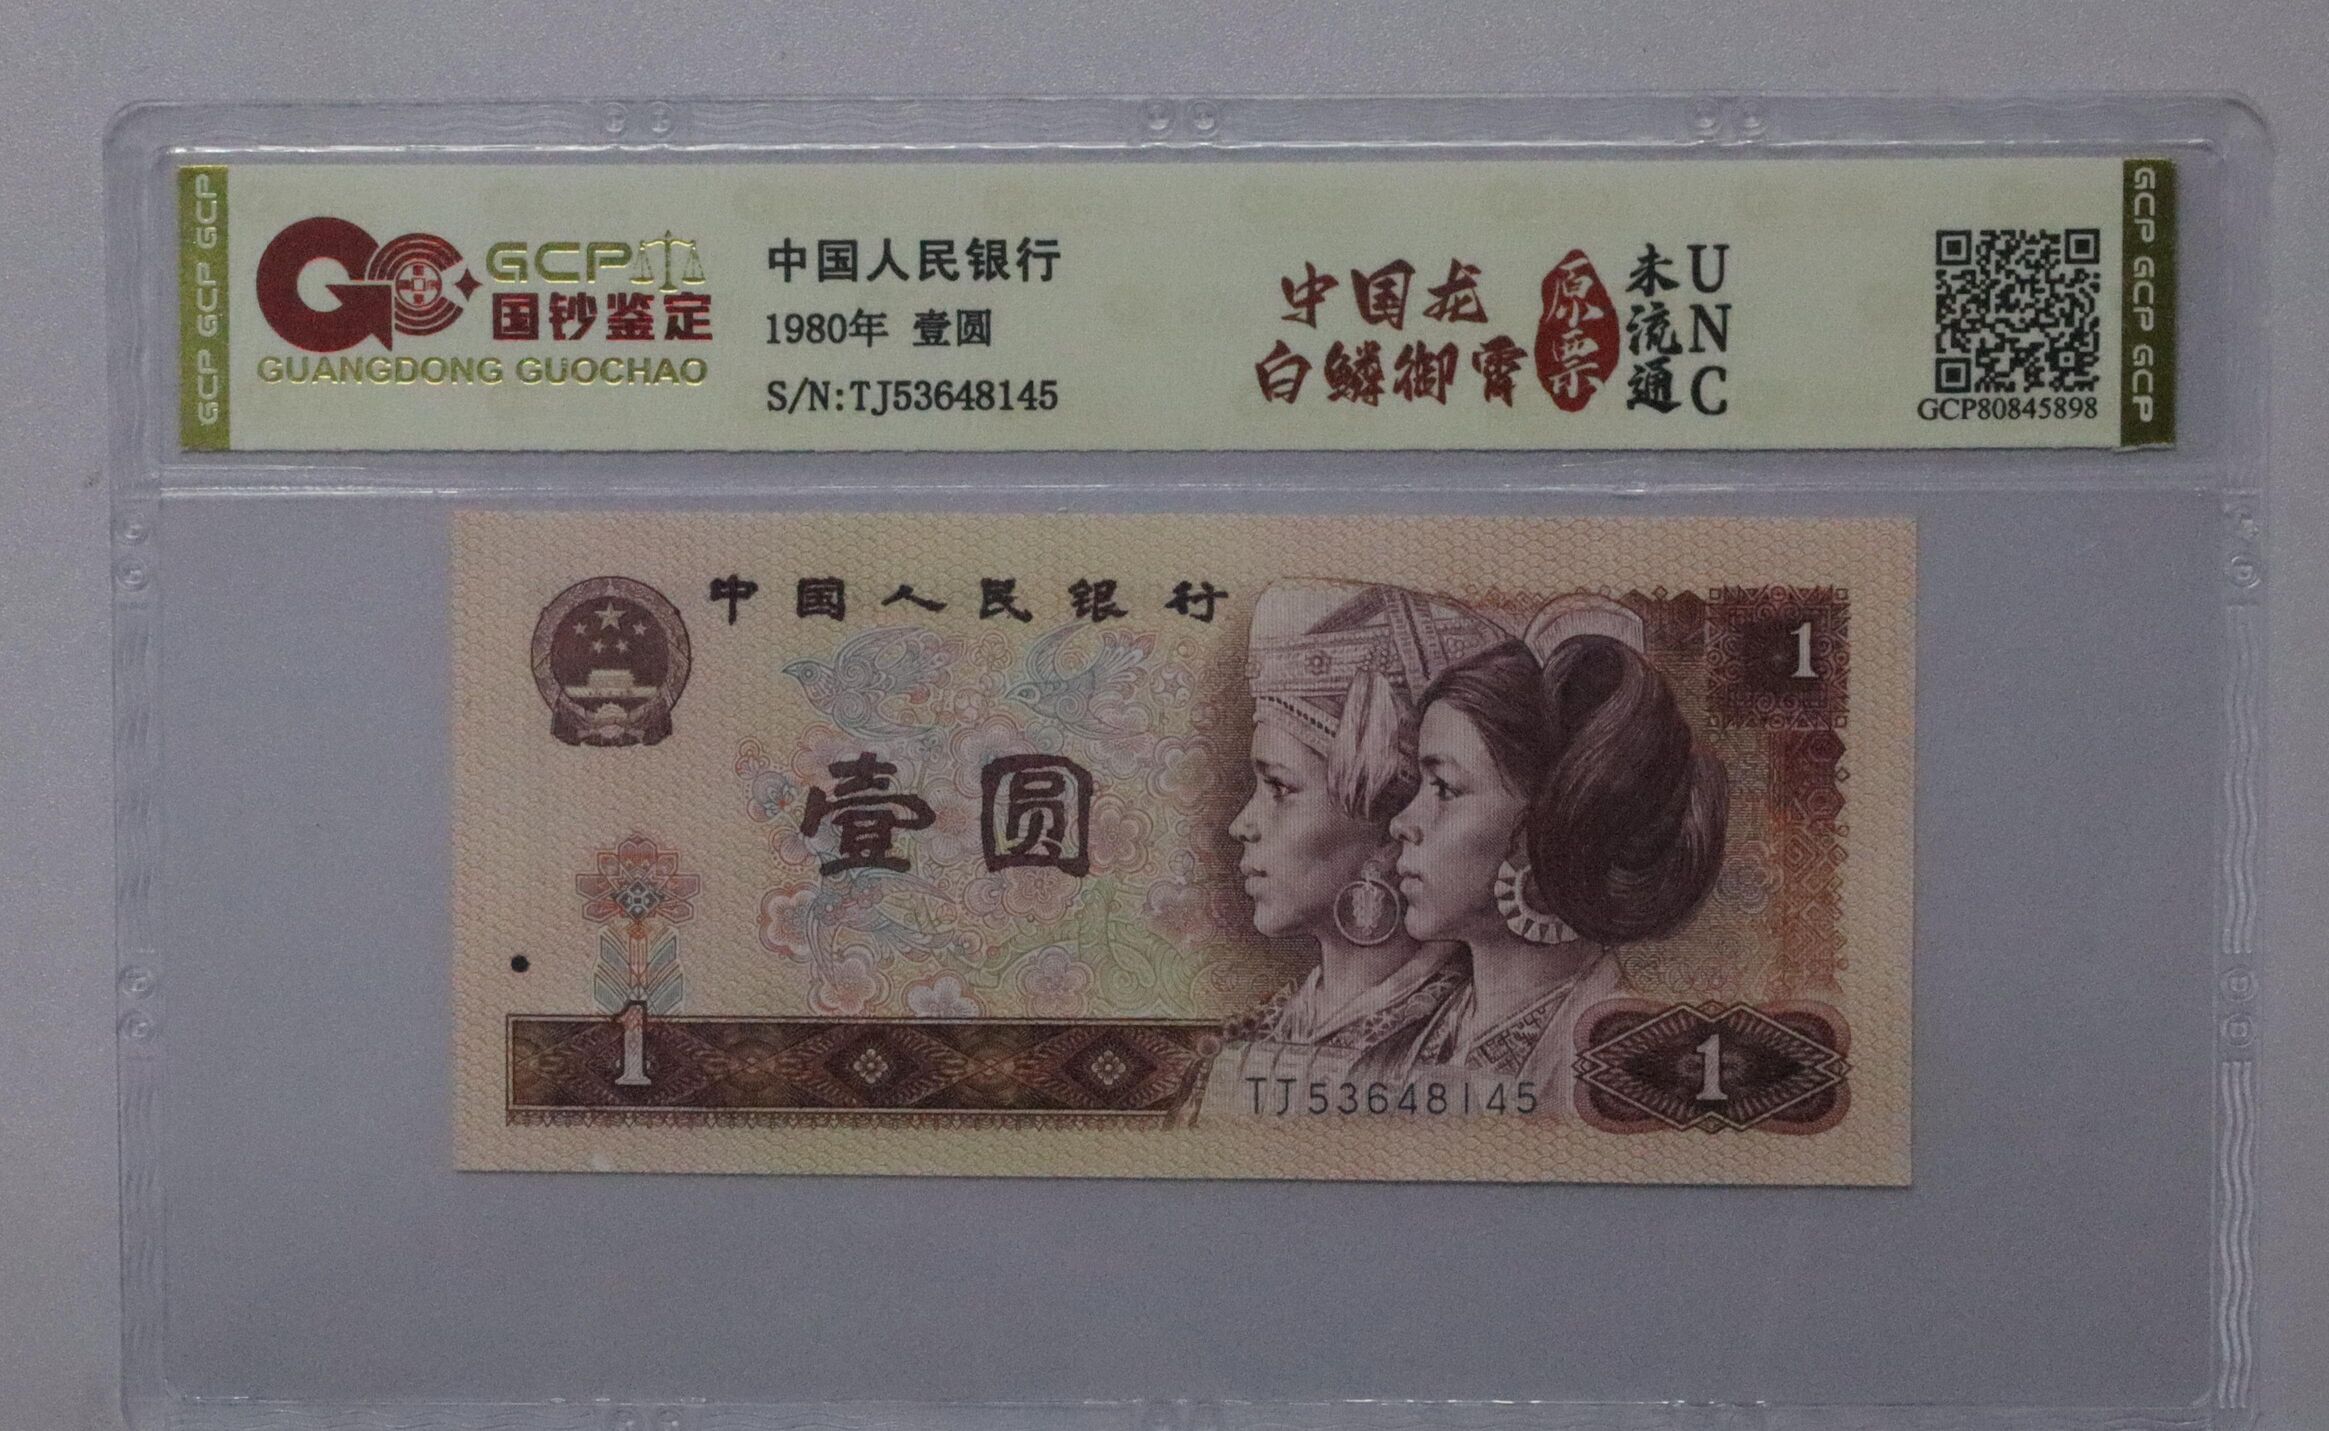 GCP GCP GCP
GCP
国钞鉴定
GUANGDONG GUOCHAO
中国人民银行
1980年 壹圆
S/N:TJ53648145
中国龙
白鳞御霄
原票
未流通
UNC
GCP80845898
GCP GCP GCP
中国人民银行
1
壹圆
1
1
TJ53648145